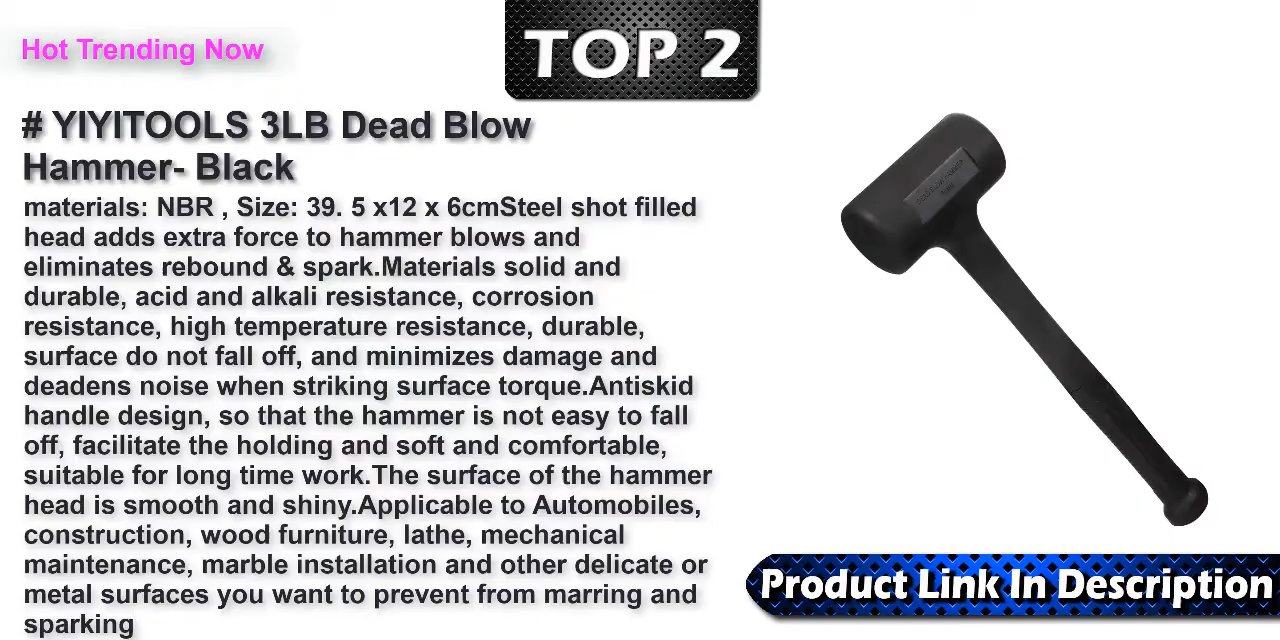 Hot Trending Now
TOP 2
# YIYITOOLS 3LB Dead Blow
Hammer- Black
materials: NBR , Size: 39. 5 x12 x 6cmSteel shot filled
head adds extra force to hammer blows and
eliminates rebound & spark.Materials solid and
durable, acid and alkali resistance, corrosion
resistance, high temperature resistance, durable,
surface do not fall off, and minimizes damage and
deadens noise when striking surface torque.Antiskid
handle design, so that the hammer is not easy to fall
off, facilitate the holding and soft and comfortable,
suitable for long time work.The surface of the hammer
head is smooth and shiny.Applicable to Automobiles,
construction, wood furniture, lathe, mechanical
maintenance, marble installation and other delicate or
metal surfaces you want to prevent from marring and
sparking
Product Link In Description